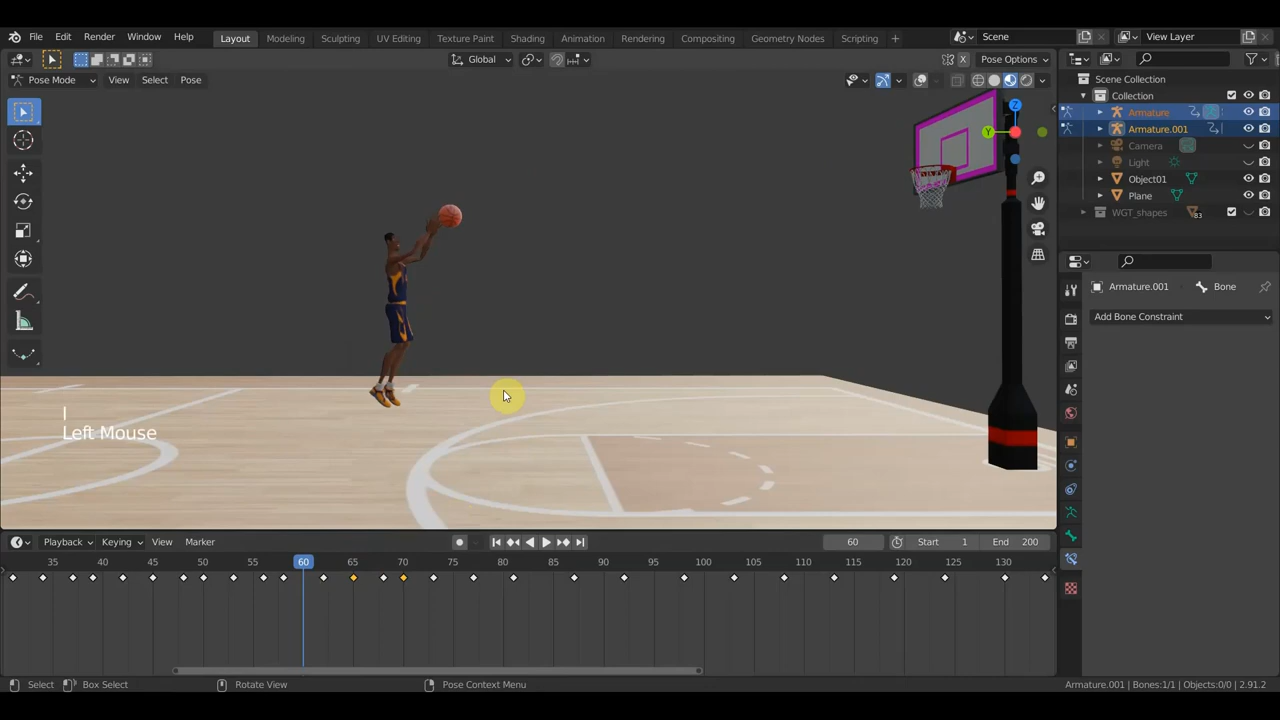 File Edit Render Window Help Layout Modeling Sculpting UV Editing Texture Paint Shading Animation Rendering Compositing Geometry Nodes Scripting + Scene View Layer
Global X Pose Options
Pose Mode View Select Pose
Scene Collection
Collection
Armature
Armature.001
Camera
Light
Object01
Plane
WGT_shapes 83
Z
Y
Armature.001 Bone
Add Bone Constraint
I
Left Mouse
Playback Keying View Marker 60 Start 1 End 200
35 40 45 50 55 60 65 70 75 80 85 90 95 100 105 110 115 120 125 130
Select Box Select Rotate View Pose Context Menu Armature.001 | Bones:1/1 | Objects:0/0 | 2.91.2